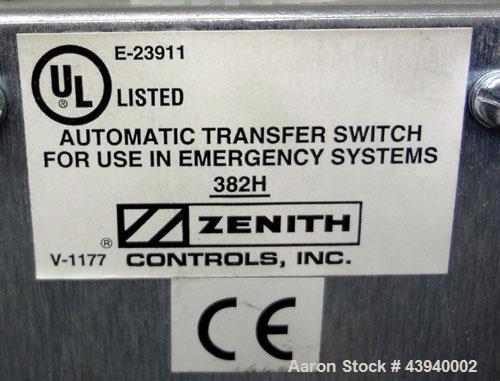 E-23911
UL
®
LISTED
AUTOMATIC TRANSFER SWITCH
FOR USE IN EMERGENCY SYSTEMS
382H
ZENITH
®
V-1177 CONTROLS, INC.
CE
Aaron Stock # 43940002